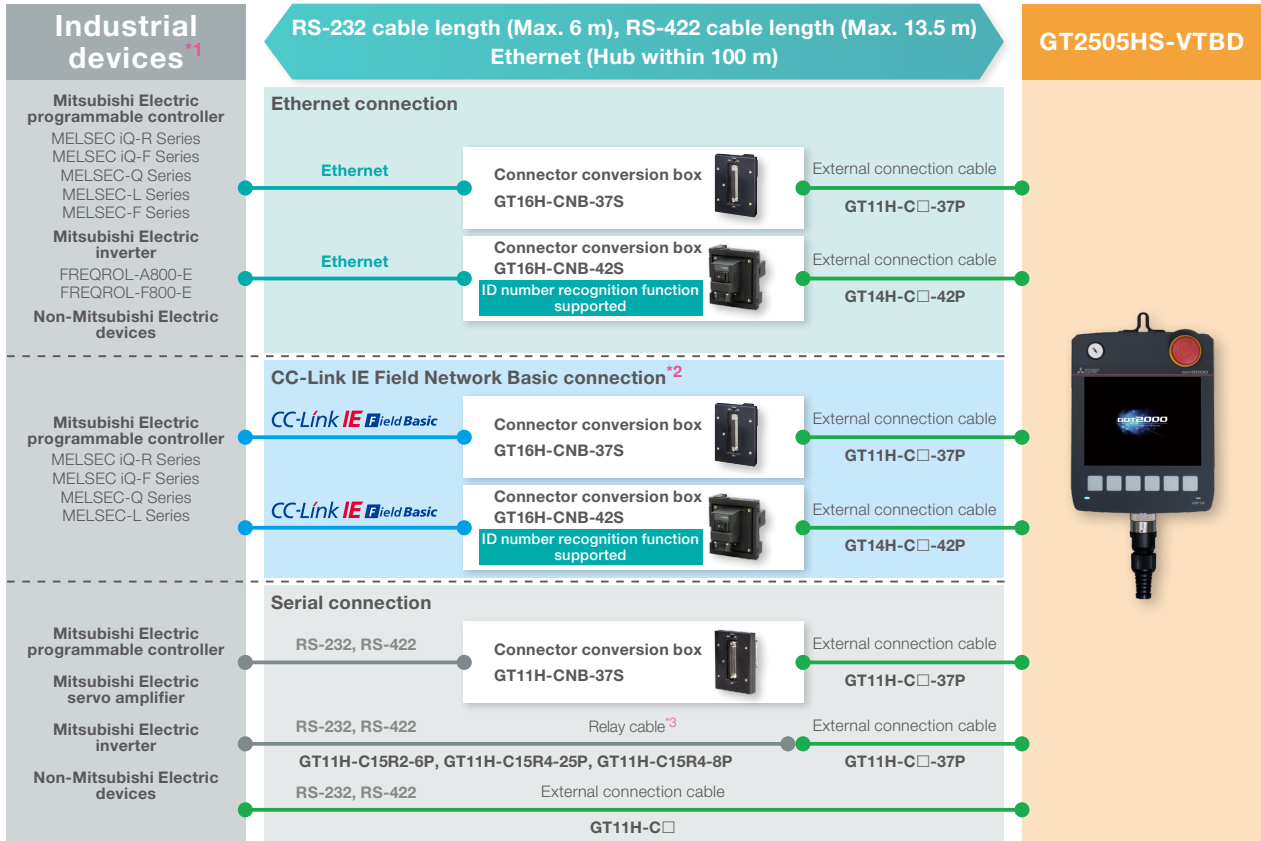 Industrial
devices*1
RS-232 cable length (Max. 6 m), RS-422 cable length (Max. 13.5 m)
Ethernet (Hub within 100 m)
GT2505HS-VTBD
Mitsubishi Electric
programmable controller
MELSEC iQ-R Series
MELSEC iQ-F Series
MELSEC-Q Series
MELSEC-L Series
MELSEC-F Series
Mitsubishi Electric
inverter
FREQROL-A800-E
FREQROL-F800-E
Non-Mitsubishi Electric
devices
Ethernet connection
Ethernet
Connector conversion box
GT16H-CNB-37S
External connection cable
GT11H-C□-37P
Ethernet
Connector conversion box
GT16H-CNB-42S
ID number recognition function
supported
External connection cable
GT14H-C□-42P
Mitsubishi Electric
programmable controller
MELSEC iQ-R Series
MELSEC iQ-F Series
MELSEC-Q Series
MELSEC-L Series
CC-Link IE Field Network Basic connection*2
CC-Link IE Field Basic
Connector conversion box
GT16H-CNB-37S
External connection cable
GT11H-C□-37P
CC-Link IE Field Basic
Connector conversion box
GT16H-CNB-42S
ID number recognition function
supported
External connection cable
GT14H-C□-42P
Mitsubishi Electric
programmable controller
Mitsubishi Electric
servo amplifier
Mitsubishi Electric
inverter
Non-Mitsubishi Electric
devices
Serial connection
RS-232, RS-422
Connector conversion box
GT11H-CNB-37S
External connection cable
GT11H-C□-37P
RS-232, RS-422
Relay cable*3
External connection cable
GT11H-C15R2-6P, GT11H-C15R4-25P, GT11H-C15R4-8P
GT11H-C□-37P
RS-232, RS-422
External connection cable
GT11H-C□
GOT2000